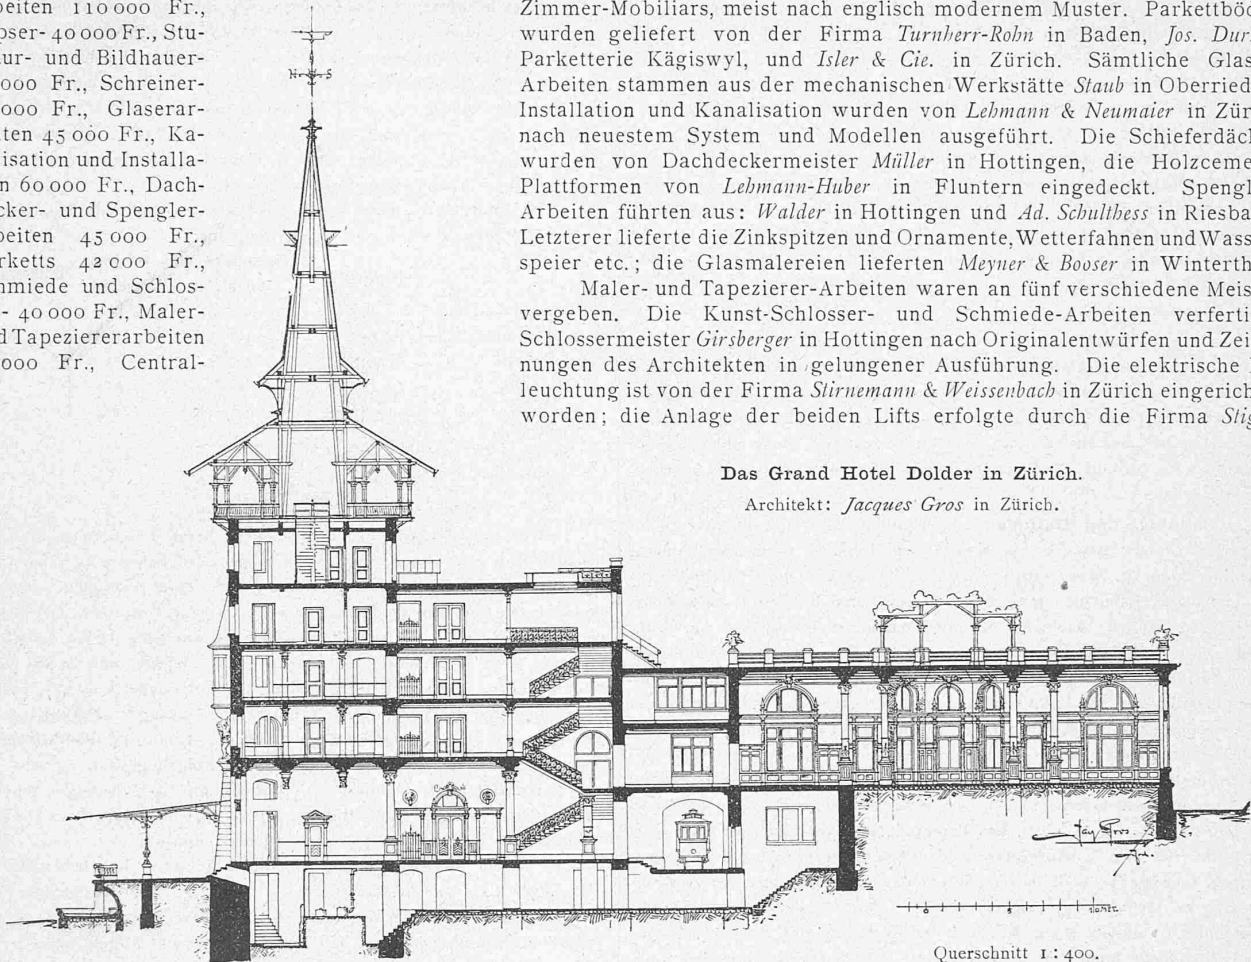 beiten 110 000 Fr.,
40 000 Fr., Stu-
und Bildhauer-
000 Fr., Schreiner-
000 Fr., Glaserar-
45 000 Fr., Ka-
und Installa-
60 000 Fr., Dach-
und Spengler-
beiten 45 000 Fr.,
42 000 Fr.,
und Schlos-
- 40 000 Fr., Maler-
Tapeziererarbeiten
000 Fr., Central-
Zimmer-Mobiliars, meist nach englisch modernem Muster.
wurden geliefert von der Firma Turnherr-Rohn in Baden, Jos. Dur
Parketterie Kägiswyl, und Isler & Cie. in Zürich. Sämtliche Glas
Arbeiten stammen aus der mechanischen Werkstätte Staub in Oberried
Installation und Kanalisation wurden von Lehmann & Neumaier in Zür
nach neuestem System und Modellen ausgeführt. Die Schieferdäch
wurden von Dachdeckermeister Müller in Hottingen, die Holzceme
Plattformen von Lehmann-Huber in Fluntern eingedeckt. Spengl
Arbeiten führten aus: Walder in Hottingen und Ad. Schulthess in Riesba
Letzterer lieferte die Zinkspitzen und Ornamente, Wetterfahnen und Wass
speier etc.; die Glasmalereien lieferten Meyner & Booser in Winterth
Maler- und Tapezierer-Arbeiten waren an fünf verschiedene Meis
vergeben. Die Kunst-Schlosser- und Schmiede-Arbeiten verferti
Schlossermeister Girsberger in Hottingen nach Originalentwürfen und Zei
nungen des Architekten in gelungener Ausführung. Die elektrische
leuchtung ist von der Firma Stirnemann & Weissenbach in Zürich eingerich
worden; die Anlage der beiden Lifts erfolgte durch die Firma Stig
N S
Das Grand Hotel Dolder in Zürich.
Architekt: Jacques Gros in Zürich.
Jacq Gros.
Arch.
0 5 10 Mtr.
Querschnitt 1 : 400.